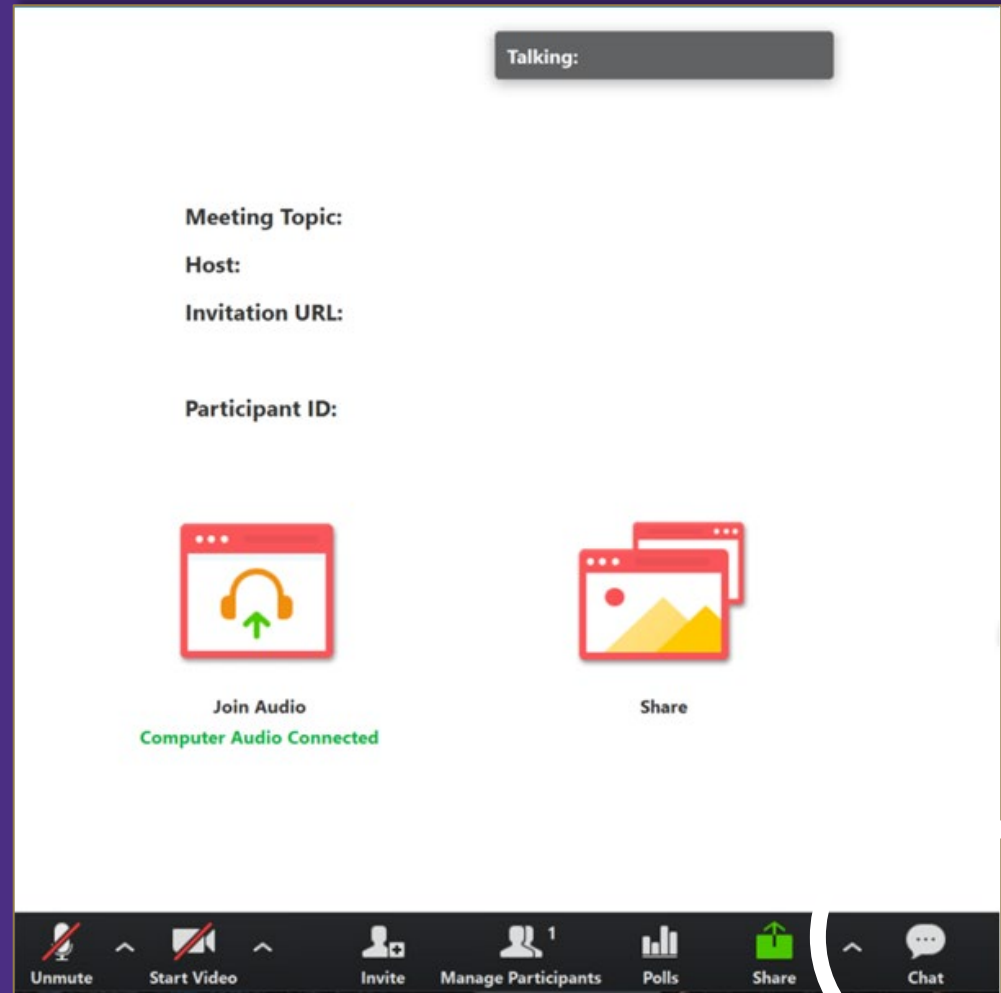 Talking:
Meeting Topic:
Host:
Invitation URL:
Participant ID:
Join Audio
Share
Computer Audio Connected
1
Unmute
Start Video
Invite
Manage Participants
Polls
Share
Chat